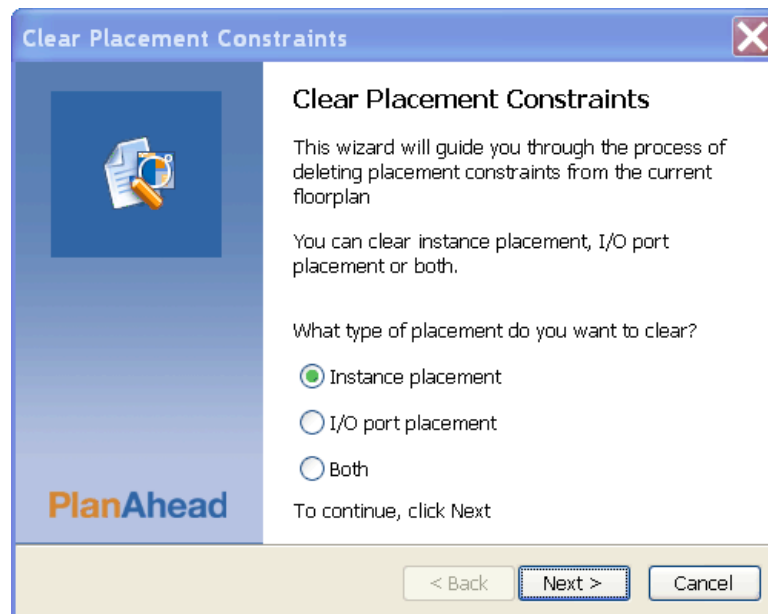 Clear Placement Constraints
Clear Placement Constraints
This wizard will guide you through the process of
deleting placement constraints from the current
floorplan
You can clear instance placement, I/O port
placement or both.
What type of placement do you want to clear?
Instance placement
I/O port placement
Both
PlanAhead
To continue, click Next
< Back Next > Cancel